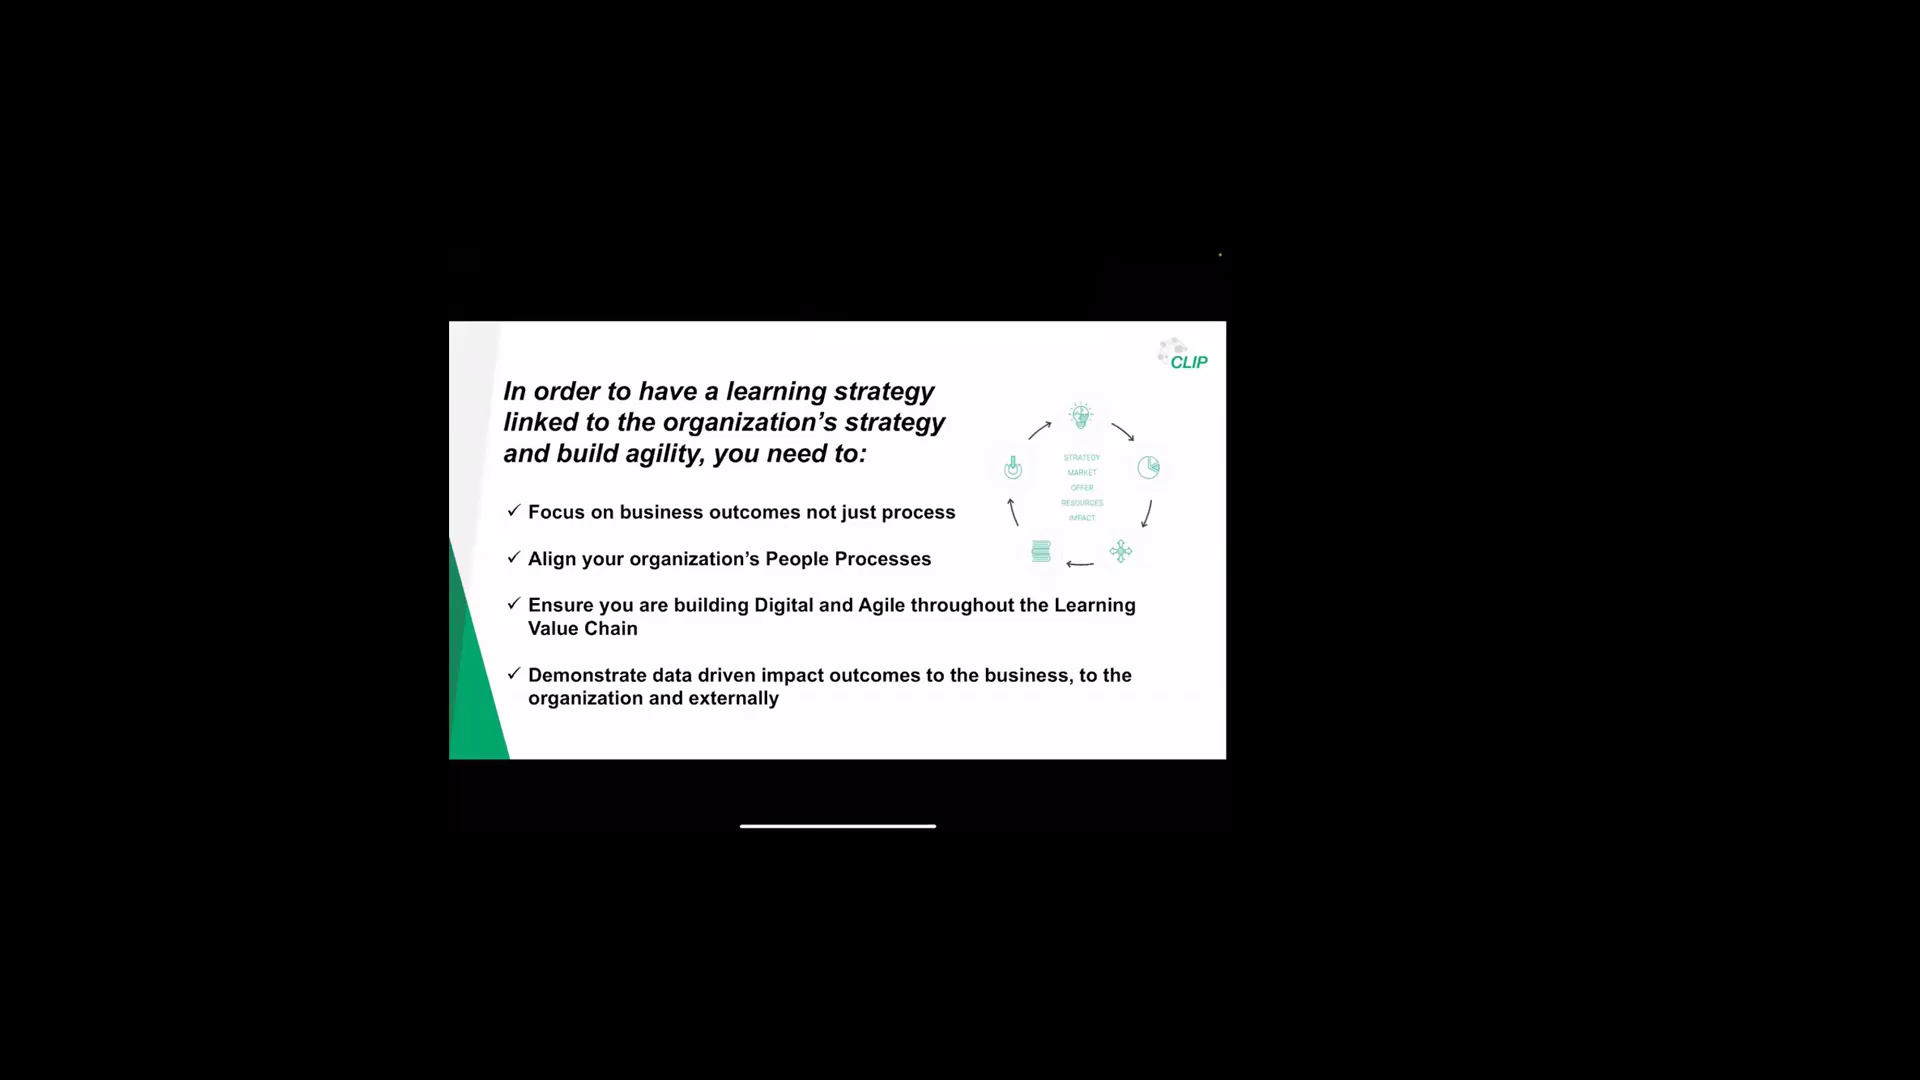 CLIP
In order to have a learning strategy
linked to the organization’s strategy
and build agility, you need to:
STRATEGY
MARKET
OFFER
RESOURCES
IMPACT
✓ Focus on business outcomes not just process
✓ Align your organization’s People Processes
✓ Ensure you are building Digital and Agile throughout the Learning
Value Chain
✓ Demonstrate data driven impact outcomes to the business, to the
organization and externally